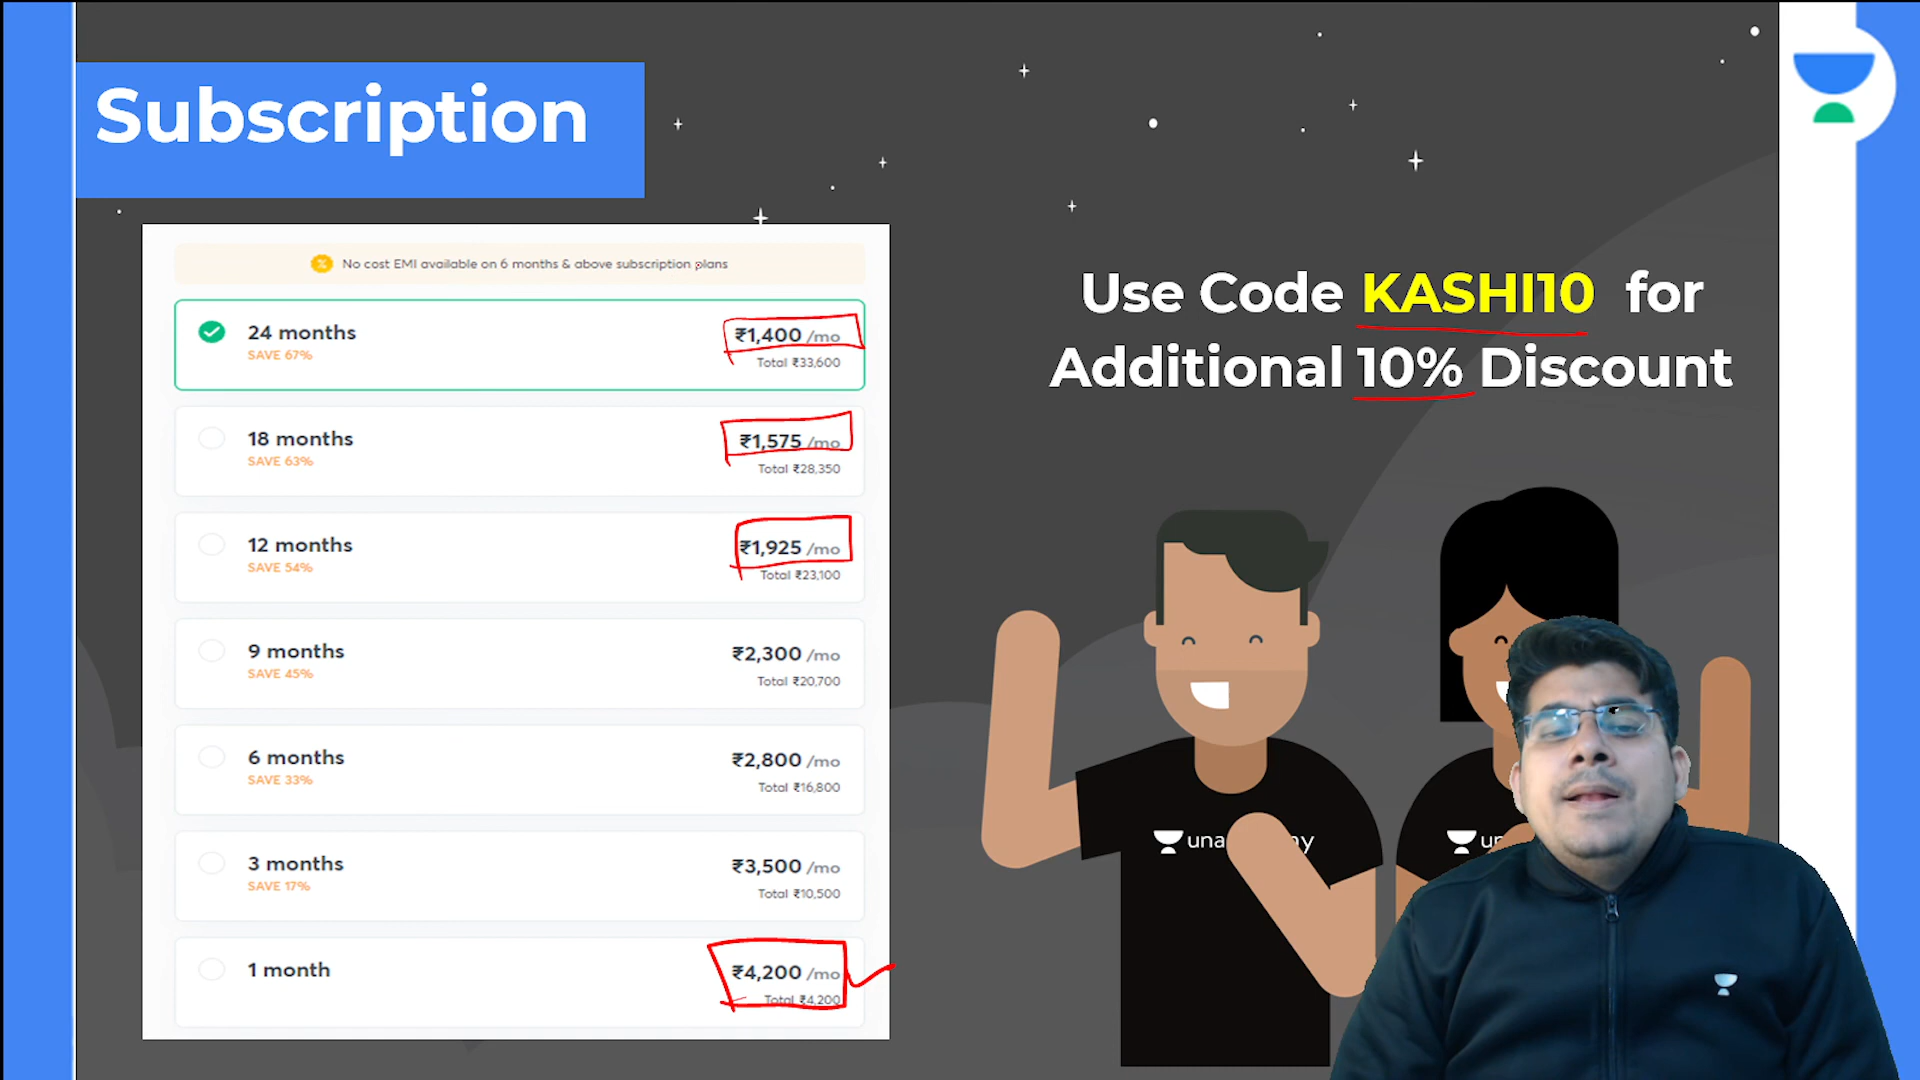 Subscription
No cost EMI available on 6 months & above subscription plans
24 months
SAVE 67%
₹1,400 /mo
Total ₹33,600
18 months
SAVE 63%
₹1,575 /mo
Total ₹28,350
12 months
SAVE 54%
₹1,925 /mo
Total ₹23,100
9 months
SAVE 45%
₹2,300 /mo
Total ₹20,700
6 months
SAVE 33%
₹2,800 /mo
Total ₹16,800
3 months
SAVE 17%
₹3,500 /mo
Total ₹10,500
1 month
₹4,200 /mo
Total ₹4,200
Use Code KASHI10 for
Additional 10% Discount